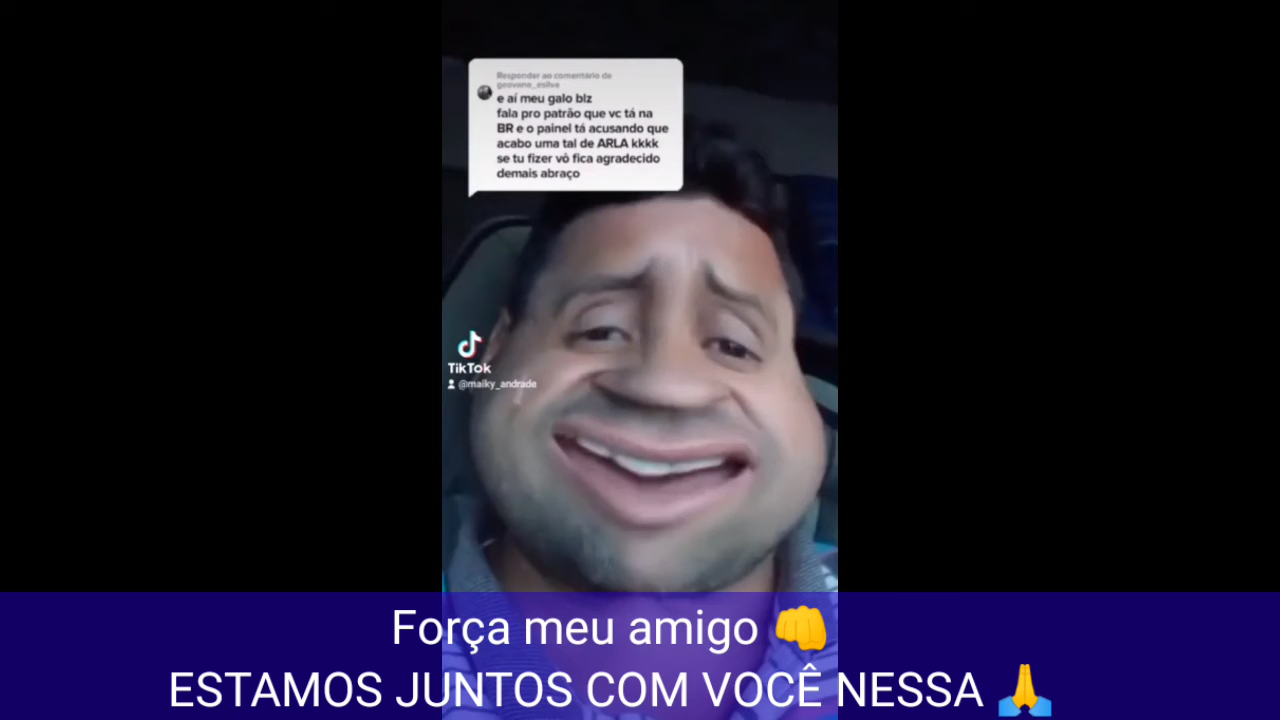 Responder ao comentário de
geovane_esilva
e aí meu galo blz
fala pro patrão que vc tá na
BR e o painel tá acusando que
acabo uma tal de ARLA kkkk
se tu fizer vô fica agradecido
demais abraço
TikTok
@maiky_andrade
Força meu amigo 👊
ESTAMOS JUNTOS COM VOCÊ NESSA 🙏